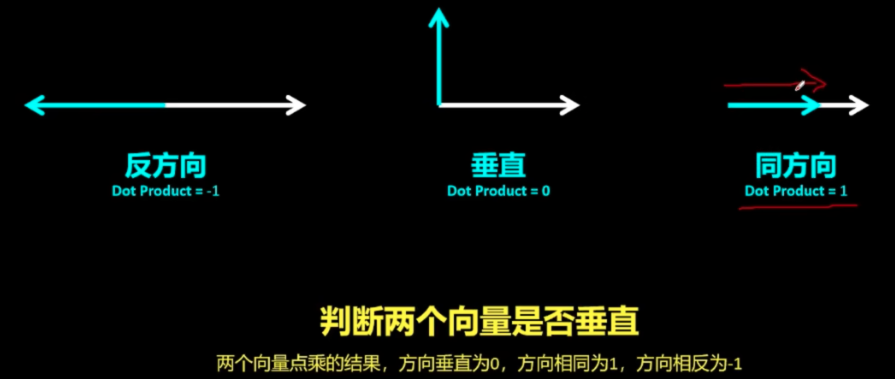 反方向
Dot Product = -1
垂直
Dot Product = 0
同方向
Dot Product = 1
判断两个向量是否垂直
两个向量点乘的结果，方向垂直为0，方向相同为1，方向相反为-1